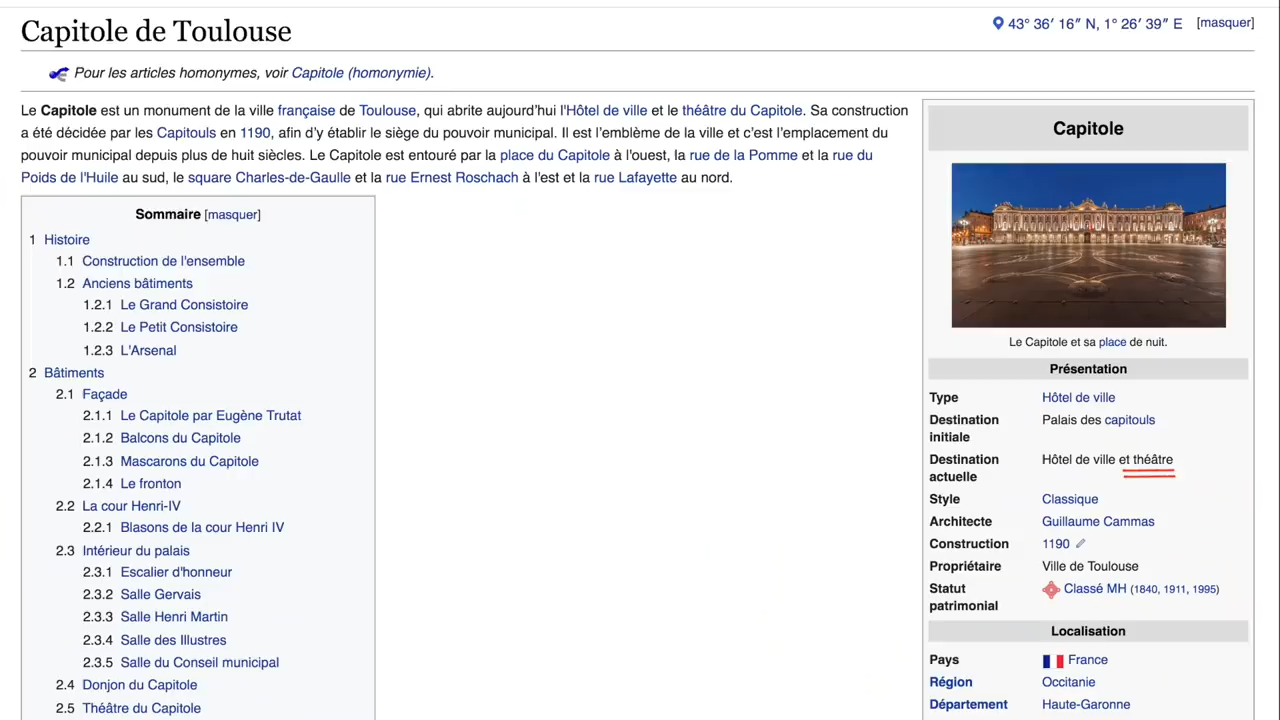 Capitole de Toulouse
43° 36′ 16″ N, 1° 26′ 39″ E [masquer]
Pour les articles homonymes, voir Capitole (homonymie).
Le Capitole est un monument de la ville française de Toulouse, qui abrite aujourd'hui l'Hôtel de ville et le théâtre du Capitole. Sa construction
a été décidée par les Capitouls en 1190, afin d'y établir le siège du pouvoir municipal. Il est l'emblème de la ville et c'est l'emplacement du
pouvoir municipal depuis plus de huit siècles. Le Capitole est entouré par la place du Capitole à l'ouest, la rue de la Pomme et la rue du
Poids de l'Huile au sud, le square Charles-de-Gaulle et la rue Ernest Roschach à l'est et la rue Lafayette au nord.
Sommaire [masquer]
1 Histoire
1.1 Construction de l'ensemble
1.2 Anciens bâtiments
1.2.1 Le Grand Consistoire
1.2.2 Le Petit Consistoire
1.2.3 L'Arsenal
2 Bâtiments
2.1 Façade
2.1.1 Le Capitole par Eugène Trutat
2.1.2 Balcons du Capitole
2.1.3 Mascarons du Capitole
2.1.4 Le fronton
2.2 La cour Henri-IV
2.2.1 Blasons de la cour Henri IV
2.3 Intérieur du palais
2.3.1 Escalier d'honneur
2.3.2 Salle Gervais
2.3.3 Salle Henri Martin
2.3.4 Salle des Illustres
2.3.5 Salle du Conseil municipal
2.4 Donjon du Capitole
2.5 Théâtre du Capitole
Capitole
Le Capitole et sa place de nuit.
Présentation
Type Hôtel de ville
Destination Palais des capitouls
initiale
Destination Hôtel de ville et théâtre
actuelle
Style Classique
Architecte Guillaume Cammas
Construction 1190
Propriétaire Ville de Toulouse
Statut Classé MH (1840, 1911, 1995)
patrimonial
Localisation
Pays France
Région Occitanie
Département Haute-Garonne